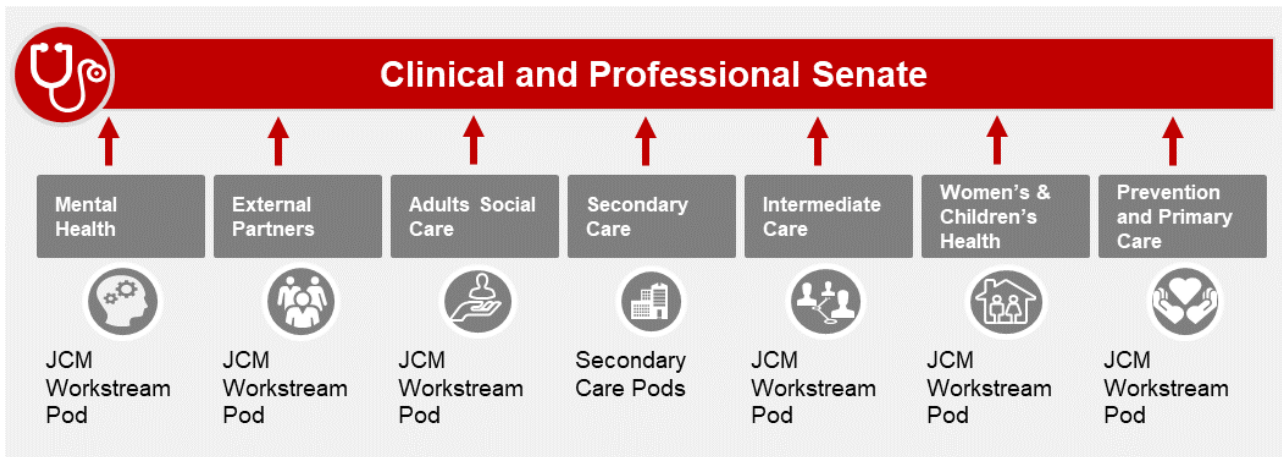 Clinical and Professional Senate
Mental
Health
External
Partners
Adults Social
Care
Secondary
Care
Intermediate
Care
Women's &
Children's
Health
Prevention
and Primary
Care
JCM
Workstream
Pod
JCM
Workstream
Pod
JCM
Workstream
Pod
Secondary
Care Pods
JCM
Workstream
Pod
JCM
Workstream
Pod
JCM
Workstream
Pod